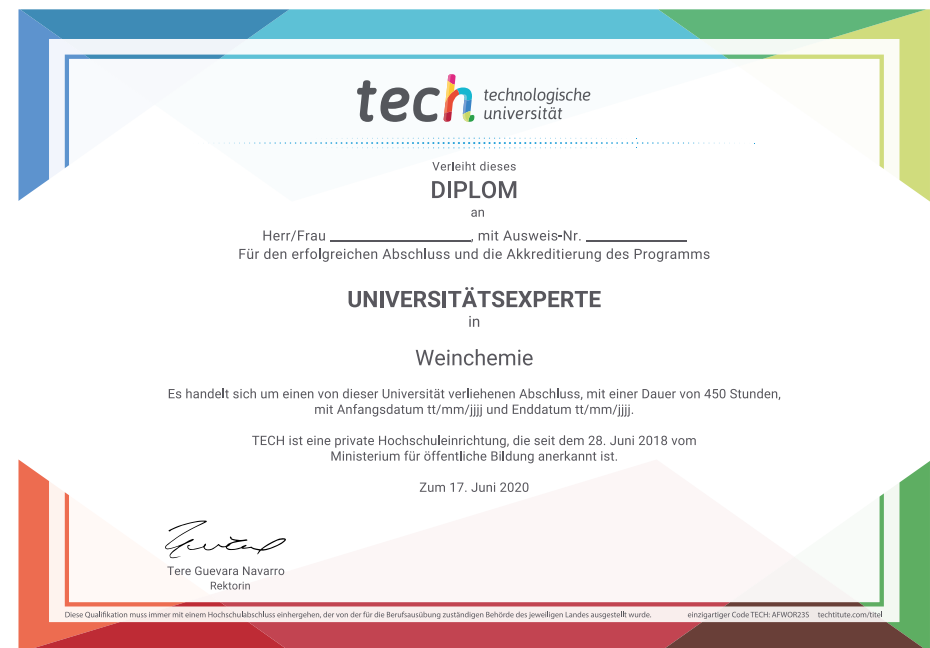 tech technologische
universität
Verleiht dieses
DIPLOM
an
Herr/Frau ____________________, mit Ausweis-Nr. ______________
Für den erfolgreichen Abschluss und die Akkreditierung des Programms
UNIVERSITÄTSEXPERTE
in
Weinchemie
Es handelt sich um einen von dieser Universität verliehenen Abschluss, mit einer Dauer von 450 Stunden,
mit Anfangsdatum tt/mm/jjjj und Enddatum tt/mm/jjjj.
TECH ist eine private Hochschuleinrichtung, die seit dem 28. Juni 2018 vom
Ministerium für öffentliche Bildung anerkannt ist.
Zum 17. Juni 2020
Tere Guevara Navarro
Rektorin
Diese Qualifikation muss immer mit einem Hochschulabschluss einhergehen, der von der für die Berufsausübung zuständigen Behörde des jeweiligen Landes ausgestellt wurde. einzigartiger Code TECH: AFWOR23S techtitute.com/titel